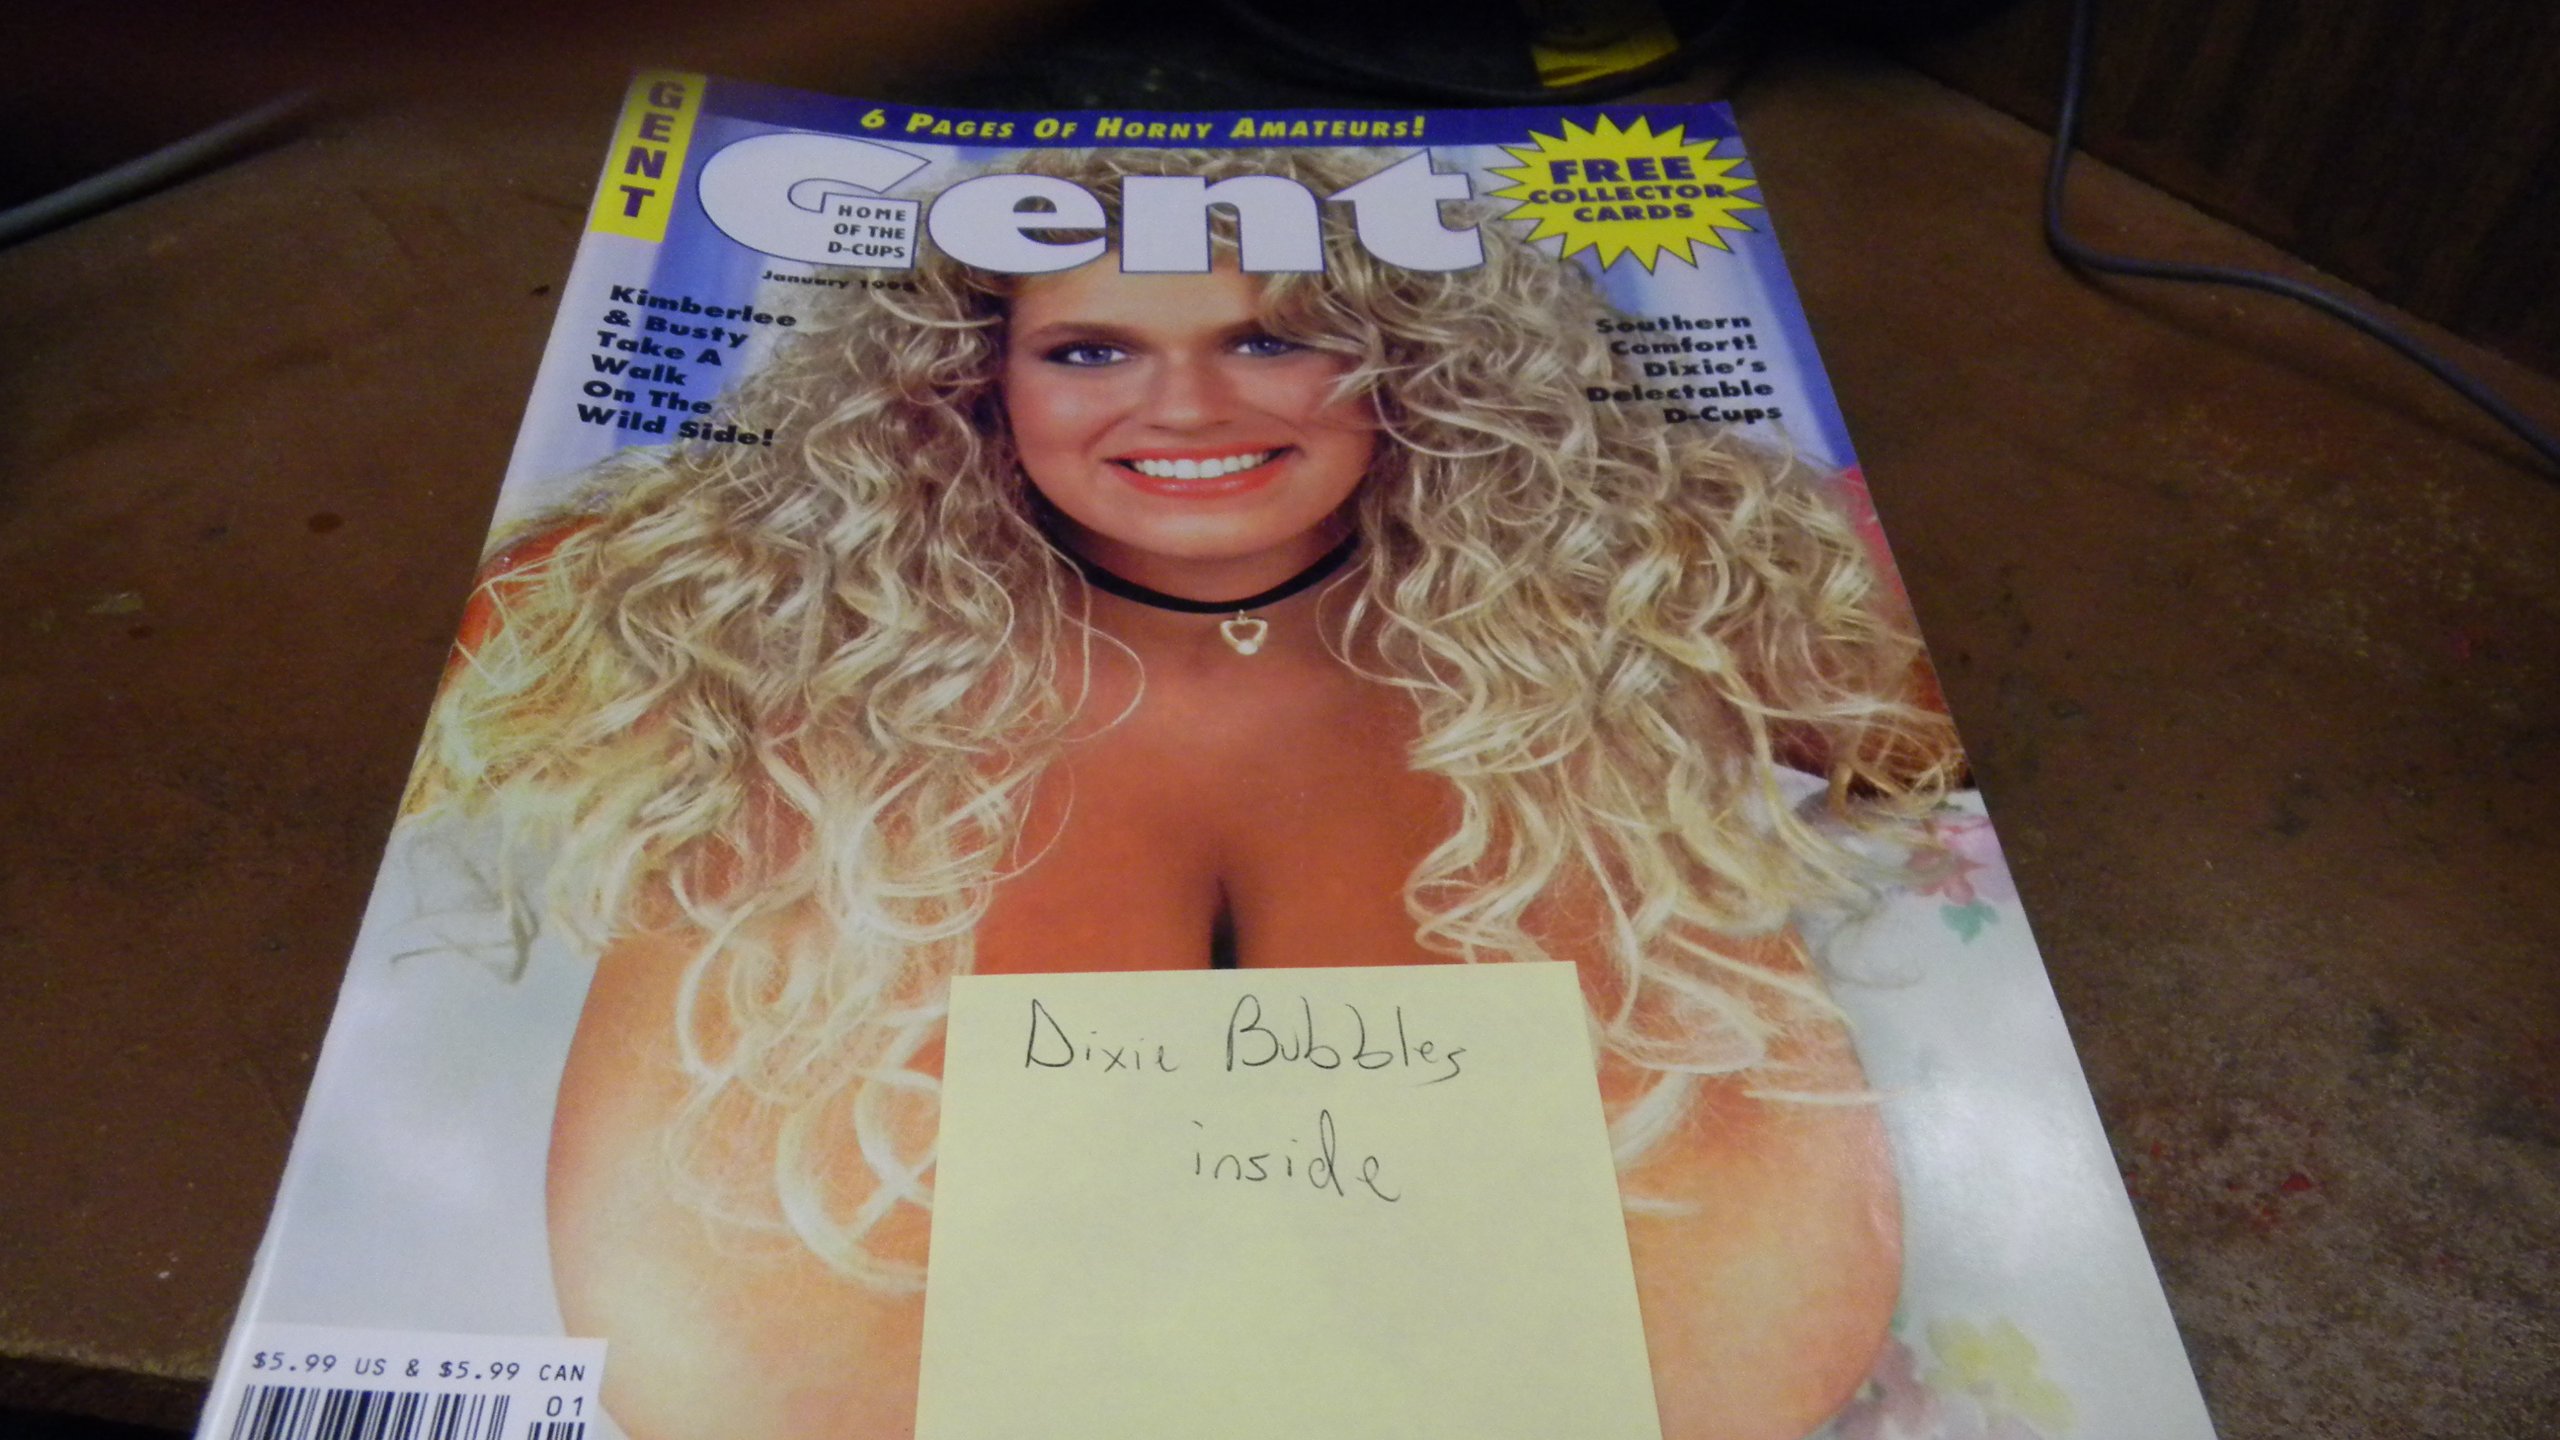 GENT
6 PAGES OF HORNY AMATEURS!
Gent
HOME
OF THE
D-CUPS
FREE
COLLECTOR
CARDS
January
Kimberlee
& Busty
Take A
Walk
On The
Wild Side!
Southern
Comfort!
Dixie's
Delectable
D-Cups
Dixie Bubbles
inside
$5.99 US & $5.99 CAN
01